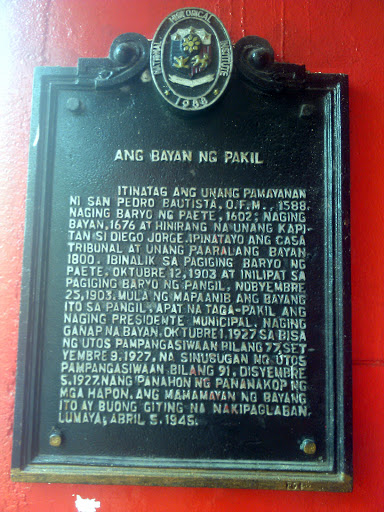 NATIONAL HISTORICAL INSTITUTE
1988
ANG BAYAN NG PAKIL
ITINATAG ANG UNANG PAMAYANAN
NI SAN PEDRO BAUTISTA, O.F.M., 1588.
NAGING BARYO NG PAETE, 1602; NAGING
BAYAN, 1676 AT HINIRANG NA UNANG KAPI-
TAN SI DIEGO JORGE. IPINATAYO ANG CASA
TRIBUNAL AT UNANG PAARALANG BAYAN
1800. IBINALIK SA PAGIGING BARYO NG
PAETE, OKTUBRE 12, 1903 AT INILIPAT SA
PAGIGING BARYO NG PANGIL, NOBYEMBRE
25, 1903. MULA NG MAPAANIB ANG BAYANG
ITO SA PANGIL, APAT NA TAGA-PAKIL ANG
NAGING PRESIDENTE MUNICIPAL. NAGING
GANAP NA BAYAN, OKTUBRE 1, 1927 SA BISA
NG UTOS PAMPANGASIWAAN BILANG 77, SET-
YEMBRE 9, 1927, NA SINUSUGAN NG UTOS
PAMPANGASIWAAN BILANG 91, DISYEMBRE
5, 1927. NANG PANAHON NG PANANAKOP NG
MGA HAPON, ANG MAMAMAYAN NG BAYANG
ITO AY BUONG GITING NA NAKIPAGLABAN.
LUMAYA, ABRIL 5, 1945.